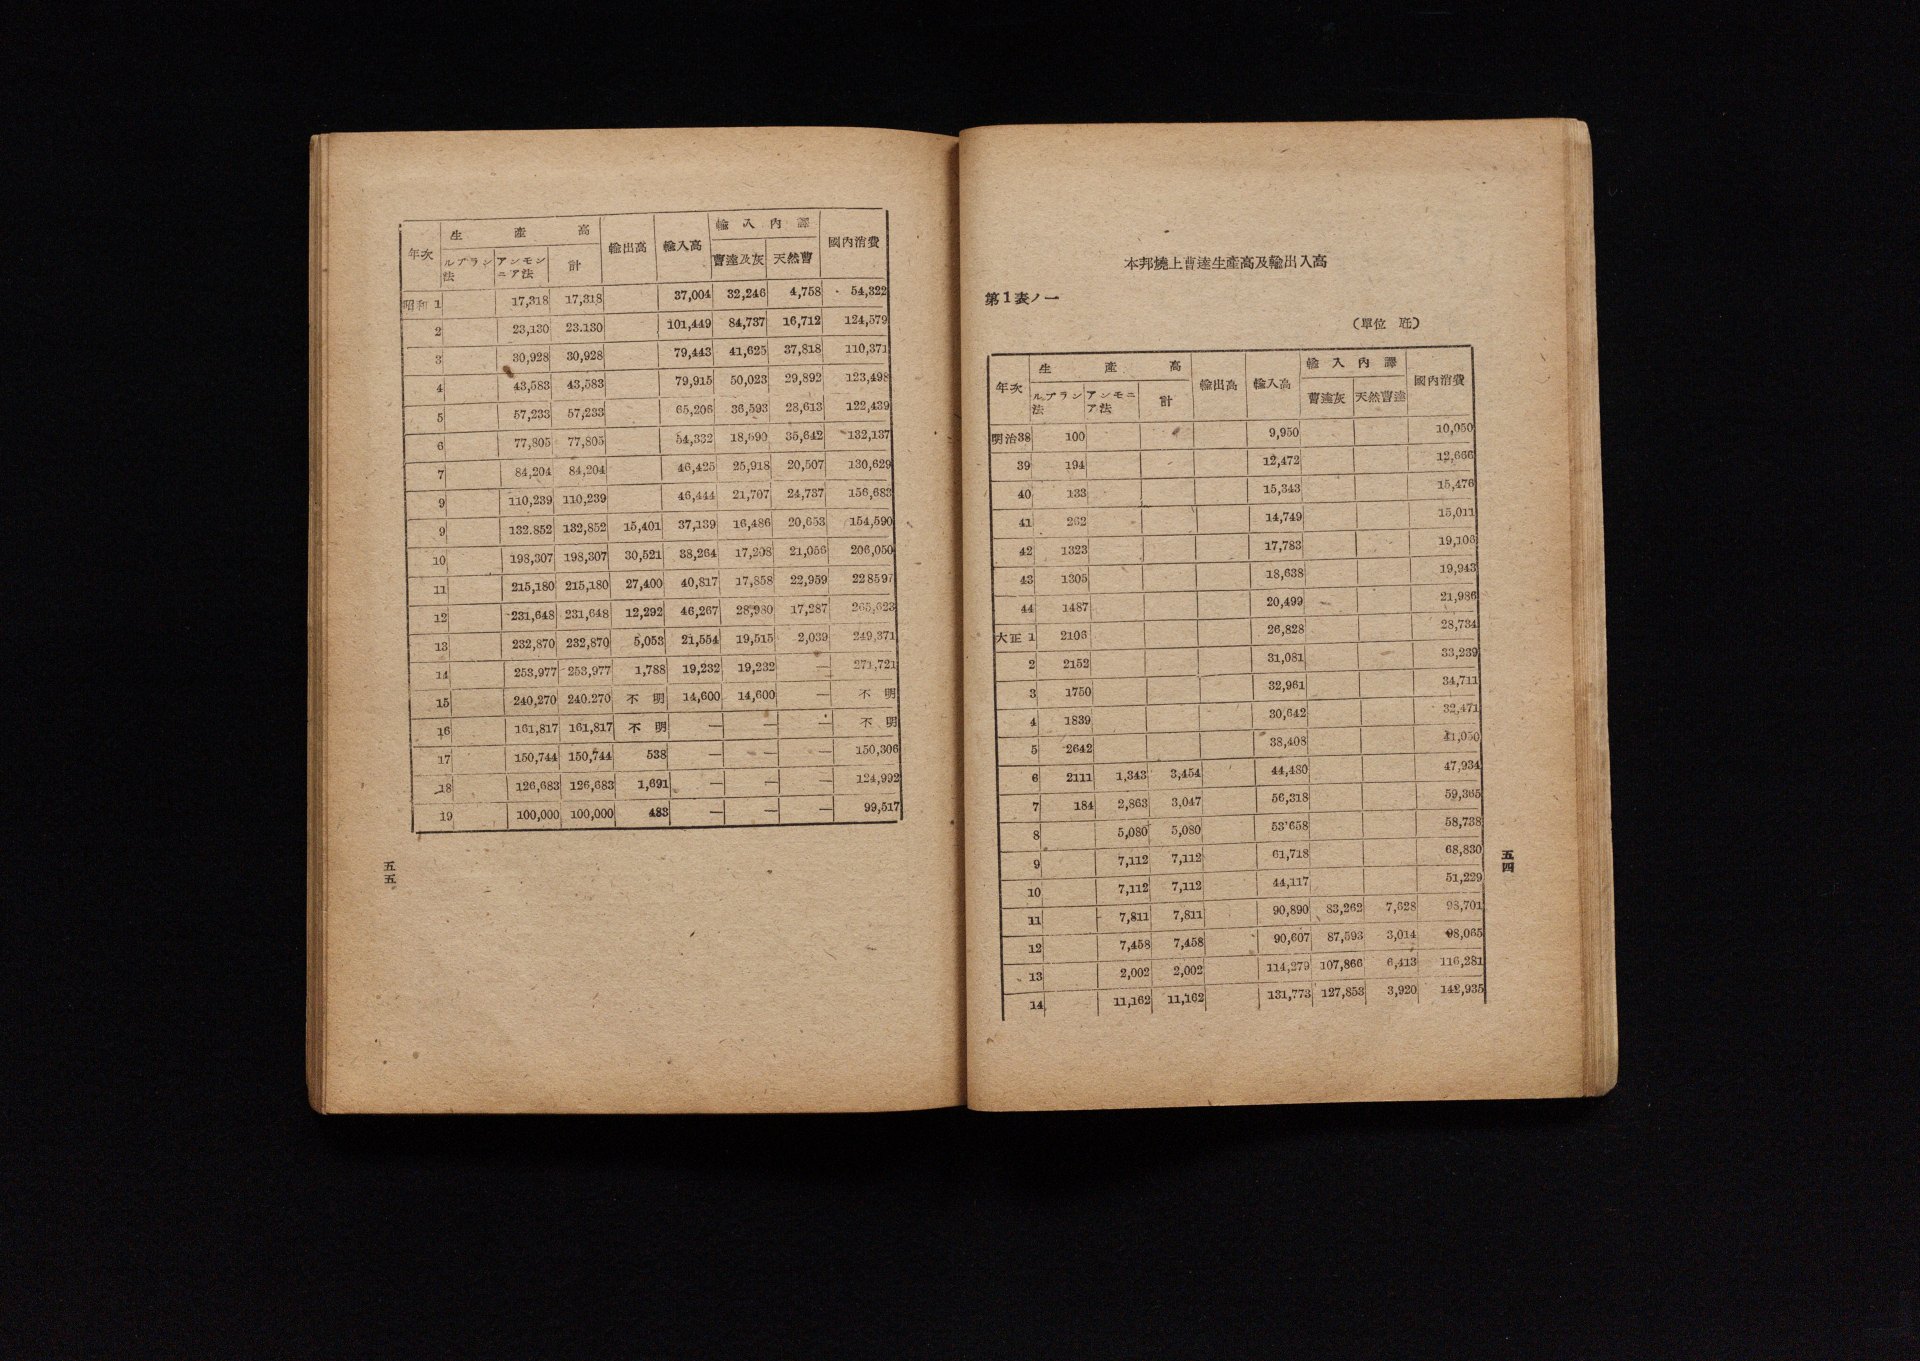 本邦燒上曹達生産高及輸出入高
第1表ノ一
(單位 瓲)
年次 生産高 輸出高 輸入高 輸入內譯 國內消費
ルブラン法 アンモニア法 計 曹達灰 天然曹達
明治38 100 9,950 10,050
39 194 12,472 12,666
40 133 15,343 15,476
41 262 14,749 15,011
42 1323 17,783 19,106
43 1305 18,638 19,943
44 1487 20,499 21,986
大正 1 2106 26,828 28,734
2 2152 31,081 33,239
3 1750 32,961 34,711
4 1839 30,642 32,471
5 2642 38,408 41,050
6 2111 1,343 3,454 44,480 47,934
7 184 2,863 3,047 56,318 59,365
8 5,080 5,080 53'658 58,738
9 7,112 7,112 61,718 68,830
10 7,112 7,112 44,117 51,229
11 7,811 7,811 90,890 83,262 7,628 98,701
12 7,458 7,458 90,607 87,593 3,014 98,065
13 2,002 2,002 114,279 107,866 6,413 116,281
14 11,162 11,162 131,773 127,853 3,920 142,935
五四
年次 生産高 輸出高 輸入高 輸入內譯 國內消費
ルブラン法 アンモンニア法 計 曹達及灰 天然曹
昭和 1 17,318 17,318 37,004 32,246 4,758 54,322
2 23,130 23.130 101,449 84,737 16,712 124,579
3 30,928 30,928 79,443 41,625 37,818 110,371
4 43,583 43,583 79,915 50,023 29,892 123,498
5 57,233 57,233 65,206 36,593 28,613 122,439
6 77,805 77,805 54,332 18,690 35,642 132,137
7 84,204 84,204 46,425 25,918 20,507 130,629
9 110,239 110,239 46,444 21,707 24,737 156,683
9 132.852 132,852 15,401 37,139 16,486 20,653 154,590
10 198,307 198,307 30,521 38,264 17,208 21,056 206,050
11 215,180 215,180 27,400 40,817 17,858 22,959 228597
12 231,648 231,648 12,292 46,267 28,980 17,287 265,623
13 232,870 232,870 5,053 21,554 19,515 2,039 249,371
14 253,977 253,977 1,788 19,232 19,232 — 271,721
15 240,270 240.270 不明 14,600 14,600 — 不明
16 161,817 161,817 不明 — — — 不明
17 150,744 150,744 538 — — — 150,306
18 126,683 126,683 1,691 — — — 124,992
19 100,000 100,000 483 — — — 99,517
五五